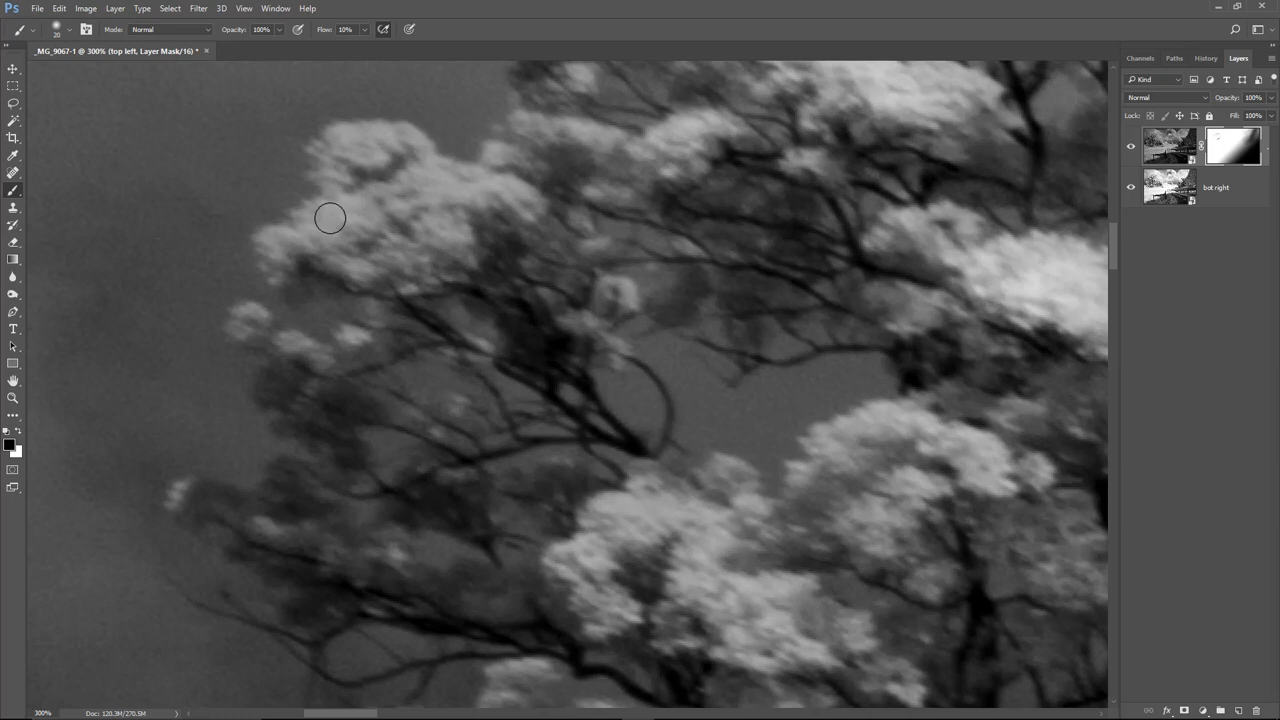 Ps File Edit Image Layer Type Select Filter 3D View Window Help
20 Mode: Normal Opacity: 100% Flow: 10%
_MG_9067-1 @ 300% (top left, Layer Mask/16) * ×
Channels Paths History Layers
Kind
Normal Opacity: 100%
Lock: Fill: 100%
bot right
300% Doc: 120.3M/270.5M